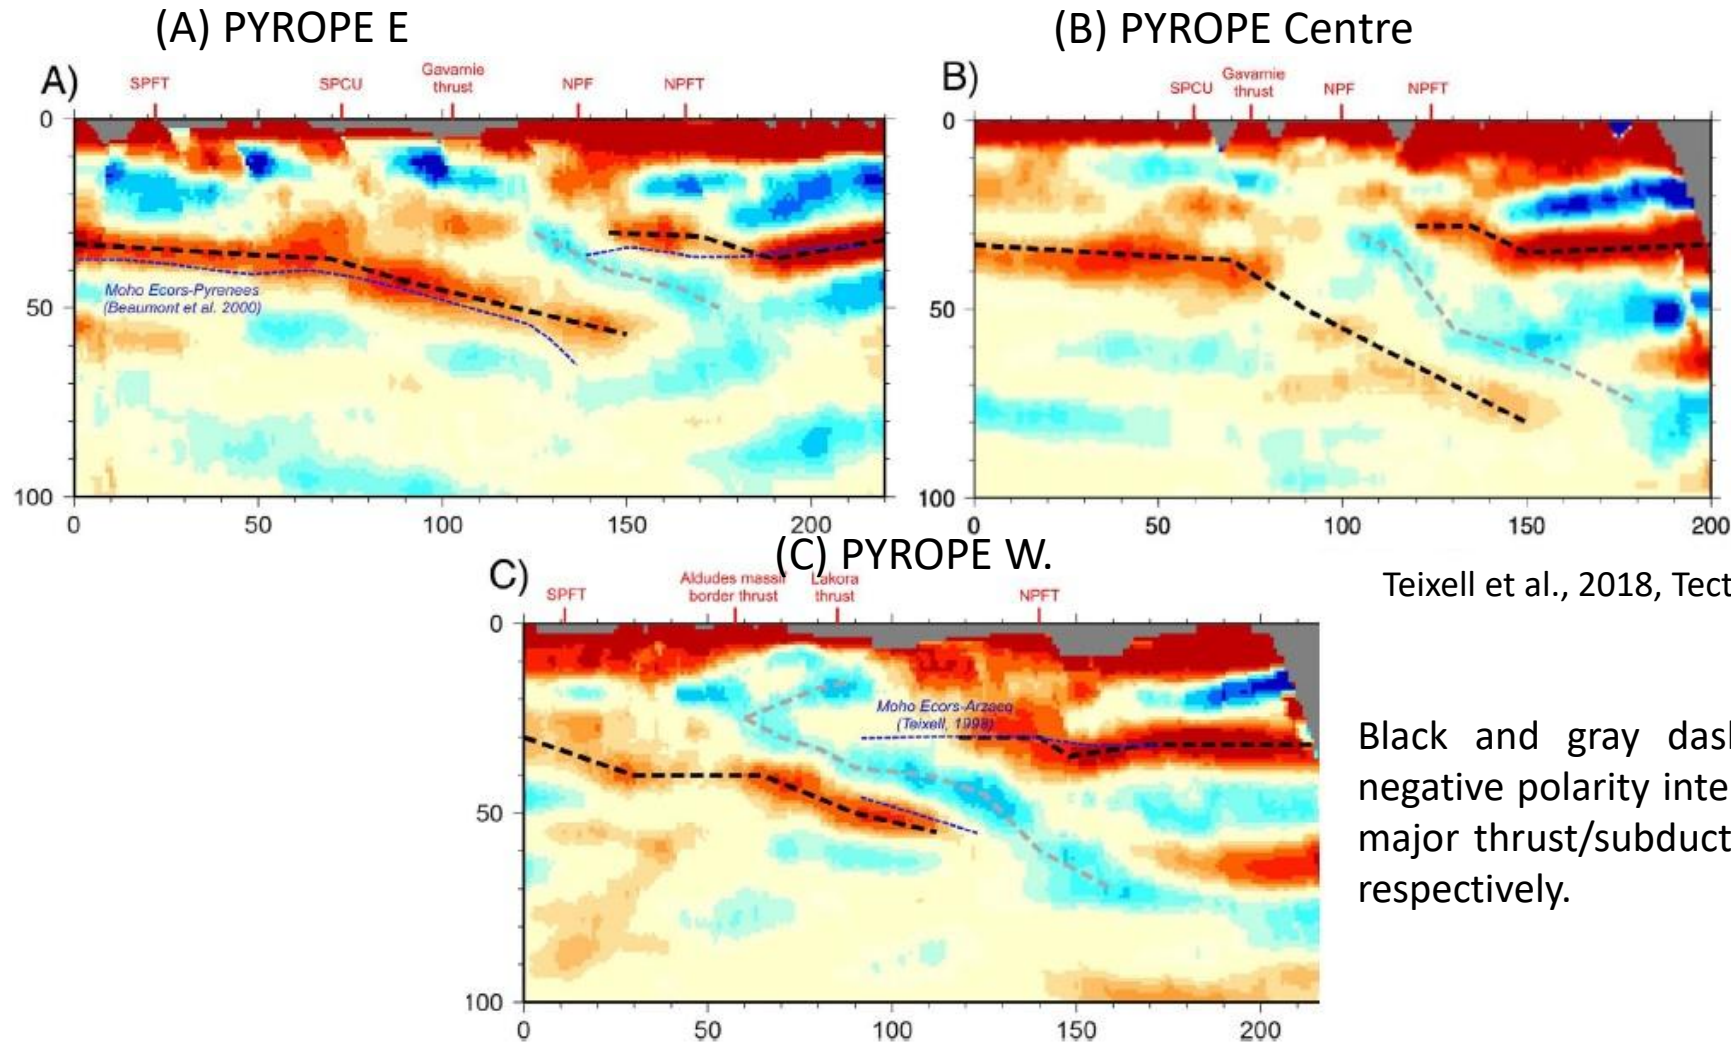 (A) PYROPE E
A)
SPFT
SPCU
Gavarnie
thrust
NPF
NPFT
0
50
100
Moho Ecors-Pyrenees
(Beaumont et al. 2000)
0
50
100
150
200
(B) PYROPE Centre
B)
SPCU
Gavarnie
thrust
NPF
NPFT
0
50
100
0
50
100
150
200
(C) PYROPE W.
C)
SPFT
Aldudes massif
border thrust
Lakora
thrust
NPFT
0
50
100
Moho Ecors-Arzacq
(Teixell, 1998)
0
50
100
150
200
Teixell et al., 2018, Tect
Black and gray dash
negative polarity inte
major thrust/subduct
respectively.